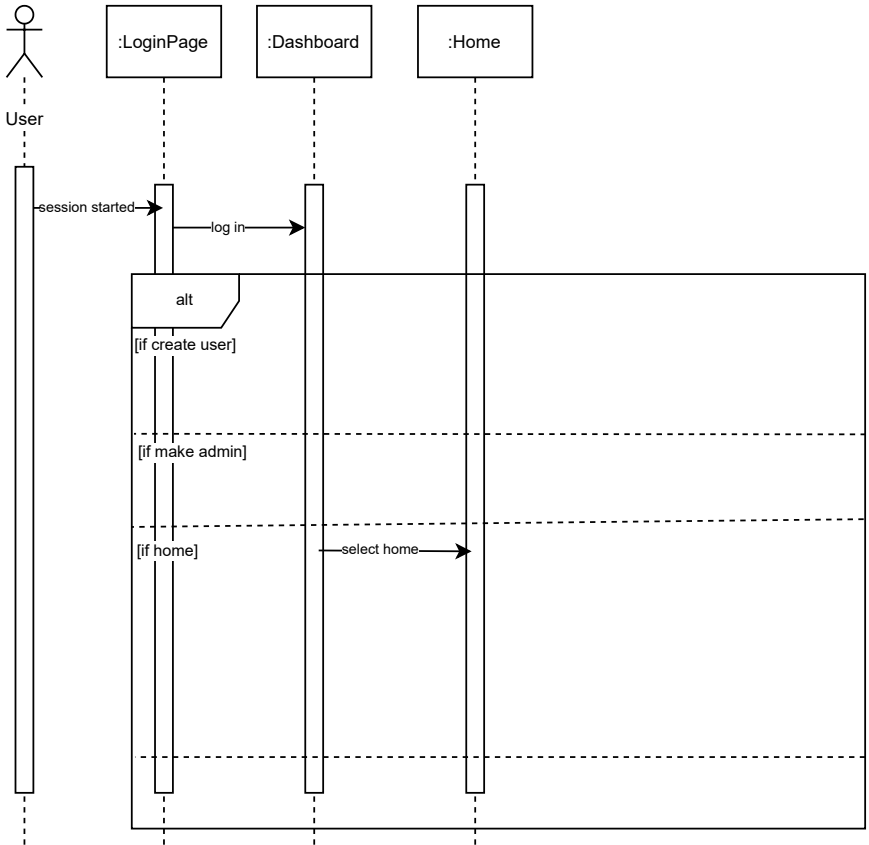 :LoginPage
:Dashboard
:Home
User
session started
log in
alt
[if create user]
[if make admin]
[if home]
select home